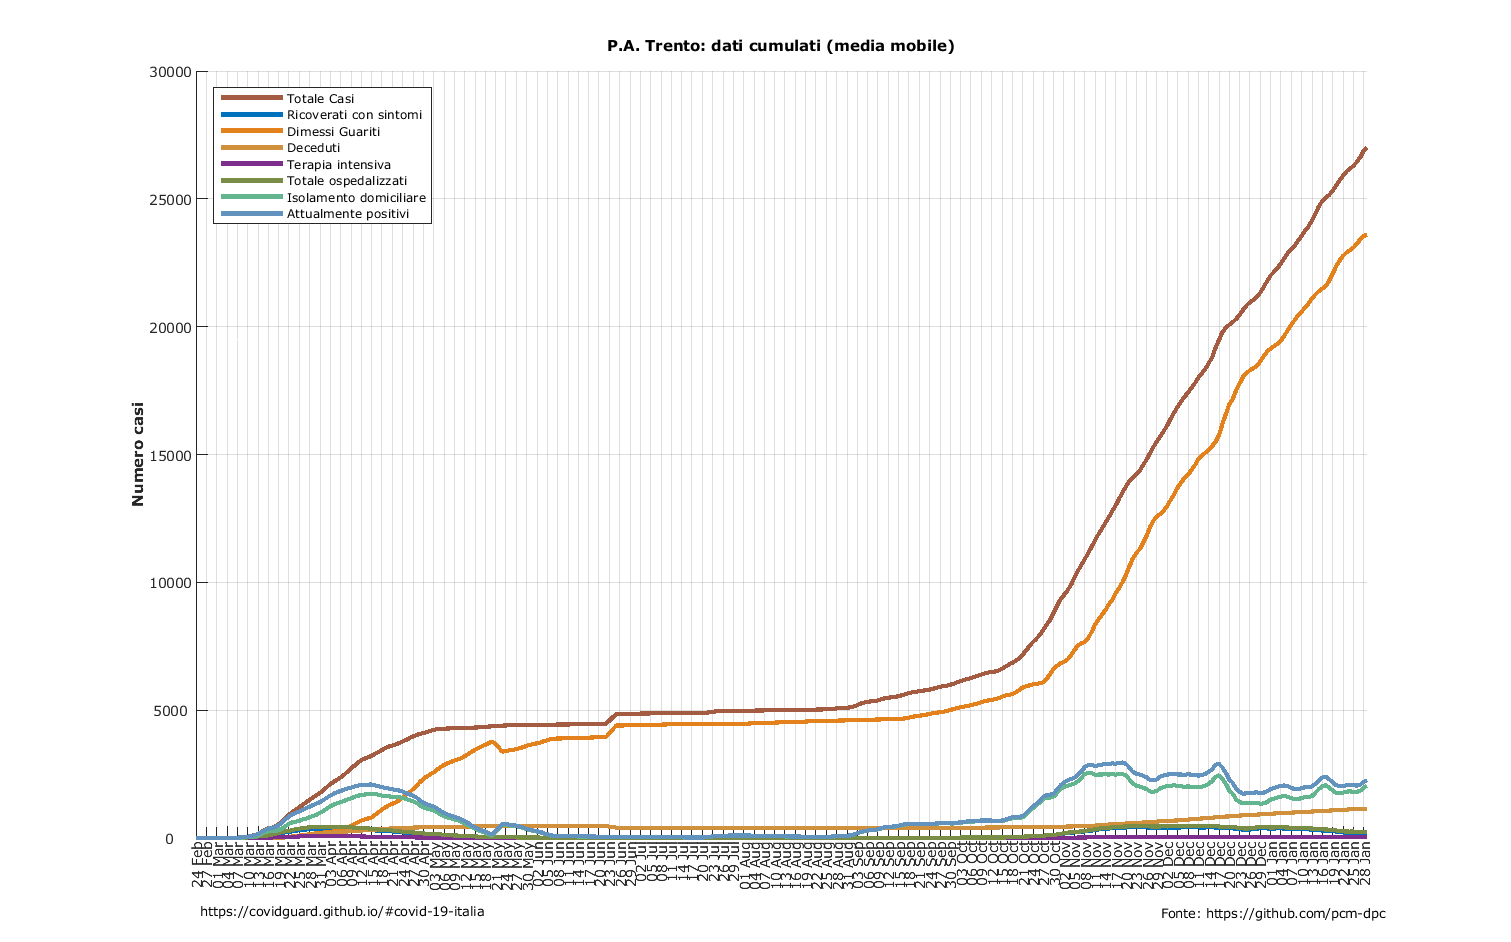 P.A. Trento: dati cumulati (media mobile)
30000
25000
20000
15000
10000
5000
0
Numero casi
Totale Casi
Ricoverati con sintomi
Dimessi Guariti
Deceduti
Terapia intensiva
Totale ospedalizzati
Isolamento domiciliare
Attualmente positivi
24 Feb
27 Feb
01 Mar
04 Mar
07 Mar
10 Mar
13 Mar
16 Mar
19 Mar
22 Mar
25 Mar
28 Mar
31 Mar
03 Apr
06 Apr
09 Apr
12 Apr
15 Apr
18 Apr
21 Apr
24 Apr
27 Apr
30 Apr
03 May
06 May
09 May
12 May
15 May
18 May
21 May
24 May
27 May
30 May
02 Jun
05 Jun
08 Jun
11 Jun
14 Jun
17 Jun
20 Jun
23 Jun
26 Jun
29 Jun
02 Jul
05 Jul
08 Jul
11 Jul
14 Jul
17 Jul
20 Jul
23 Jul
26 Jul
29 Jul
01 Aug
04 Aug
07 Aug
10 Aug
13 Aug
16 Aug
19 Aug
22 Aug
25 Aug
28 Aug
31 Aug
03 Sep
06 Sep
09 Sep
12 Sep
15 Sep
18 Sep
21 Sep
24 Sep
27 Sep
30 Sep
03 Oct
06 Oct
09 Oct
12 Oct
15 Oct
18 Oct
21 Oct
24 Oct
27 Oct
30 Oct
02 Nov
05 Nov
08 Nov
11 Nov
14 Nov
17 Nov
20 Nov
23 Nov
26 Nov
29 Nov
02 Dec
05 Dec
08 Dec
11 Dec
14 Dec
17 Dec
20 Dec
23 Dec
26 Dec
29 Dec
01 Jan
04 Jan
07 Jan
10 Jan
13 Jan
16 Jan
19 Jan
22 Jan
25 Jan
28 Jan
https://covidguard.github.io/#covid-19-italia
Fonte: https://github.com/pcm-dpc